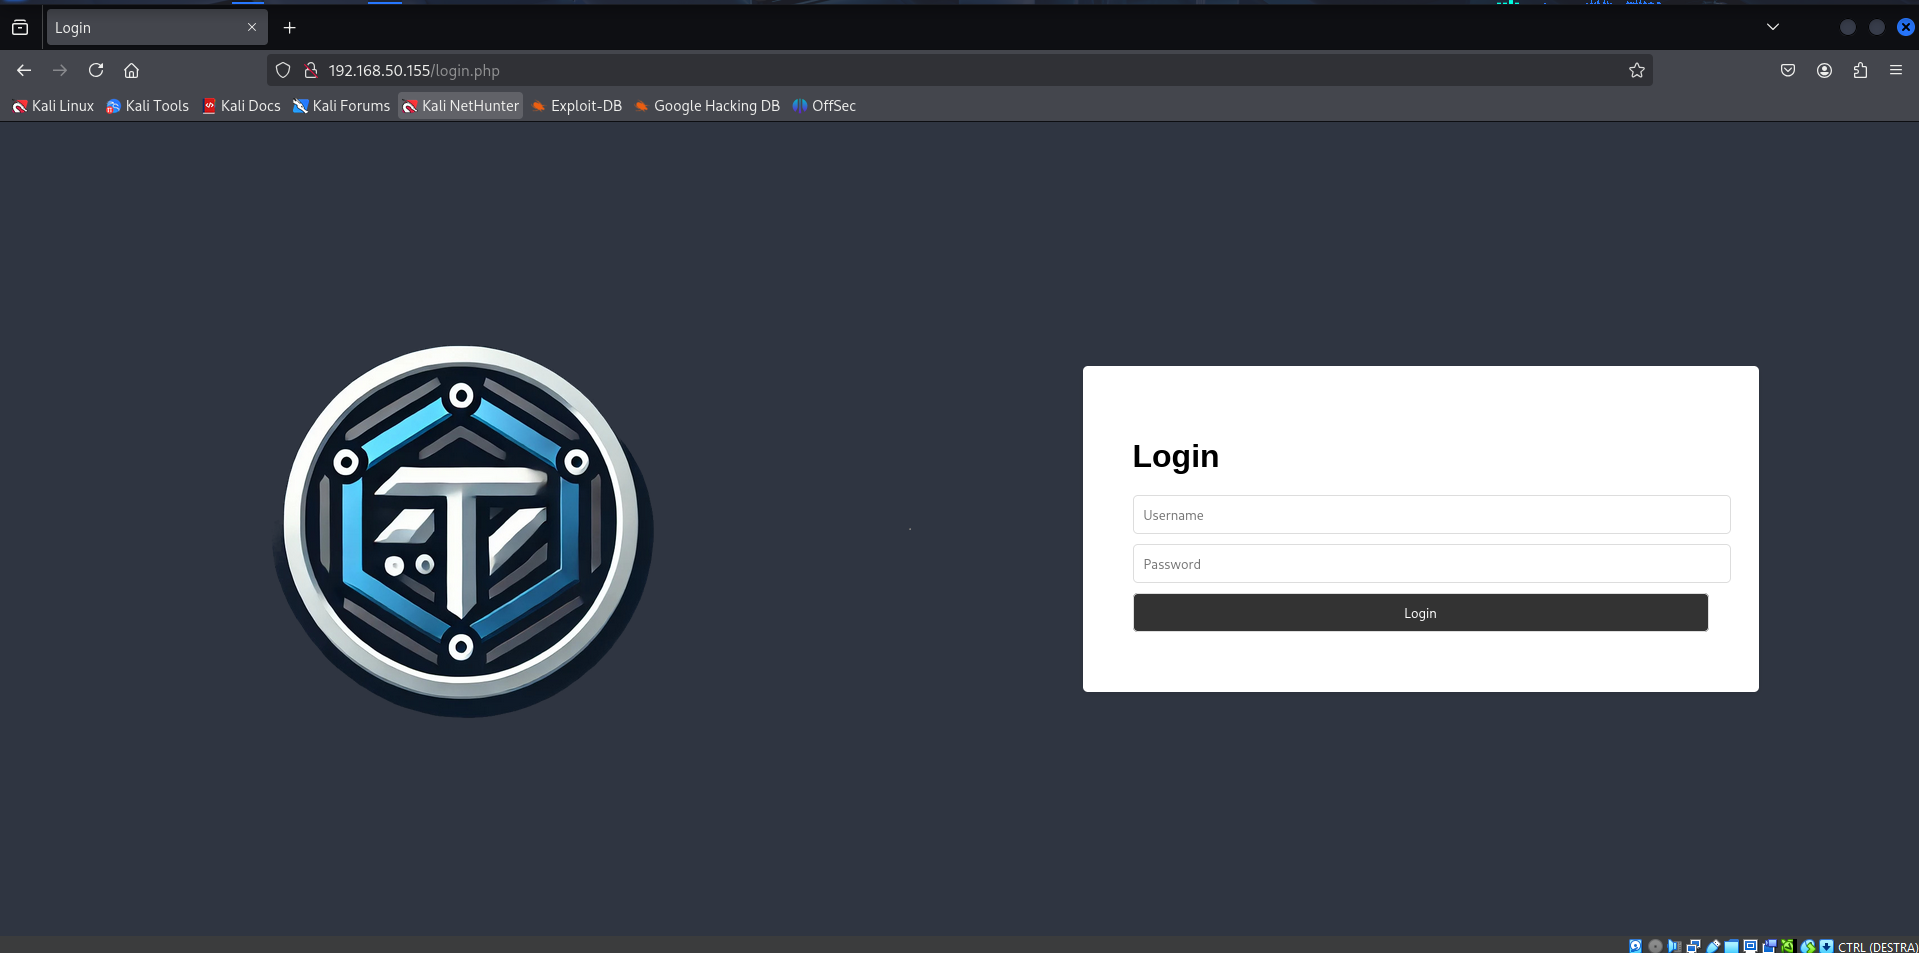 Login
192.168.50.155/login.php
Kali Linux Kali Tools Kali Docs Kali Forums Kali NetHunter Exploit-DB Google Hacking DB OffSec
Login
Username
Password
Login
CTRL (DESTRA)